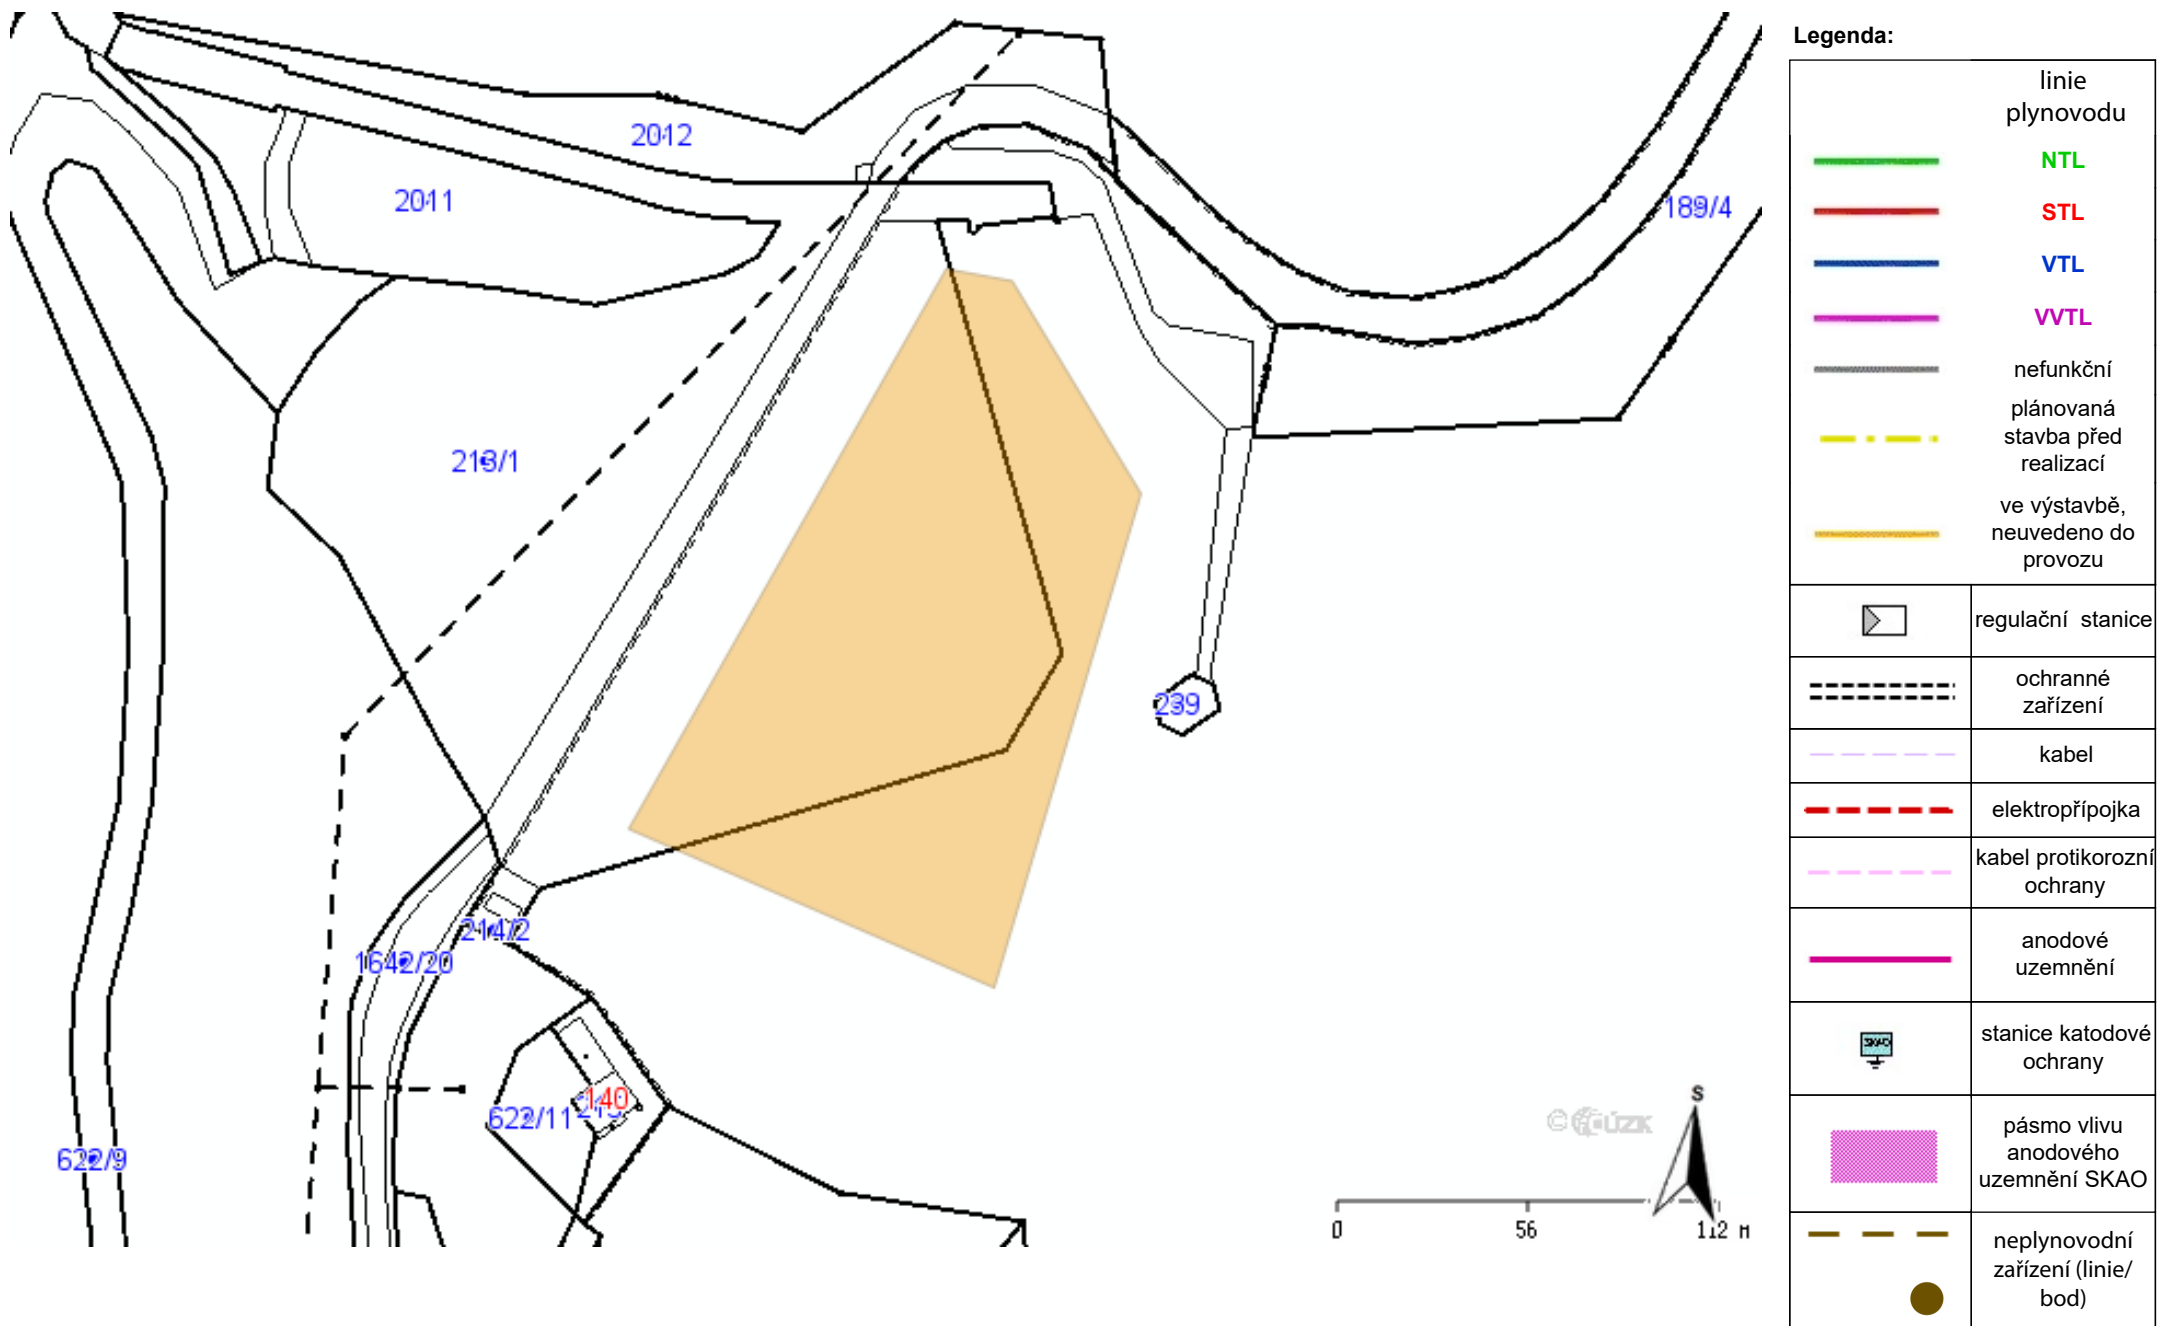 Legenda:
linie
plynovodu
NTL
STL
VTL
VVTL
nefunkční
plánovaná
stavba před
realizací
ve výstavbě,
neuvedeno do
provozu
regulační stanice
ochranné
zařízení
kabel
elektropřípojka
kabel protikorozní
ochrany
anodové
uzemnění
SKAO
stanice katodové
ochrany
pásmo vlivu
anodového
uzemnění SKAO
neplynovodní
zařízení (linie/
bod)
2012
2011
189/4
213/1
239
214/2
1642/20
140
622/11
622/9
© ČÚZK
S
0 56 112 M